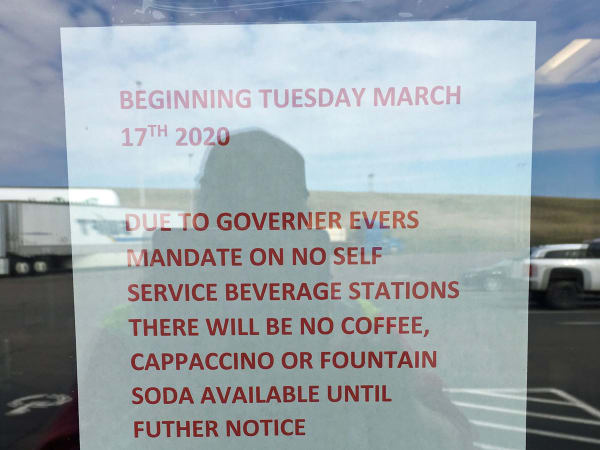 BEGINNING TUESDAY MARCH
17TH 2020
DUE TO GOVERNER EVERS
MANDATE ON NO SELF
SERVICE BEVERAGE STATIONS
THERE WILL BE NO COFFEE,
CAPPACCINO OR FOUNTAIN
SODA AVAILABLE UNTIL
FUTHER NOTICE